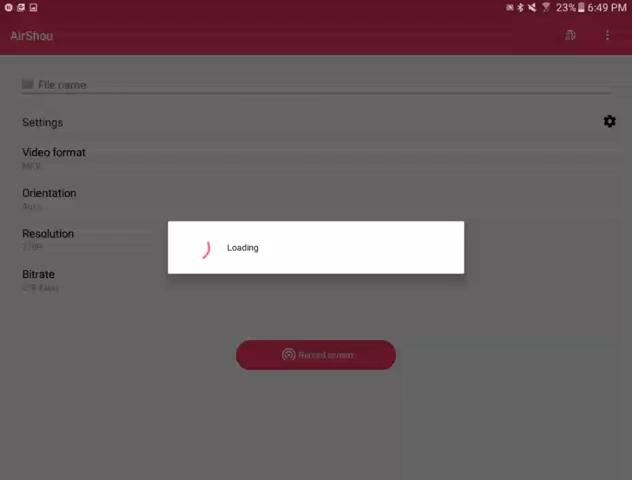 23% 6:49 PM
AirShou
File name
Settings
Video format
Orientation
Auto
Resolution
Loading
Bitrate
Record screen